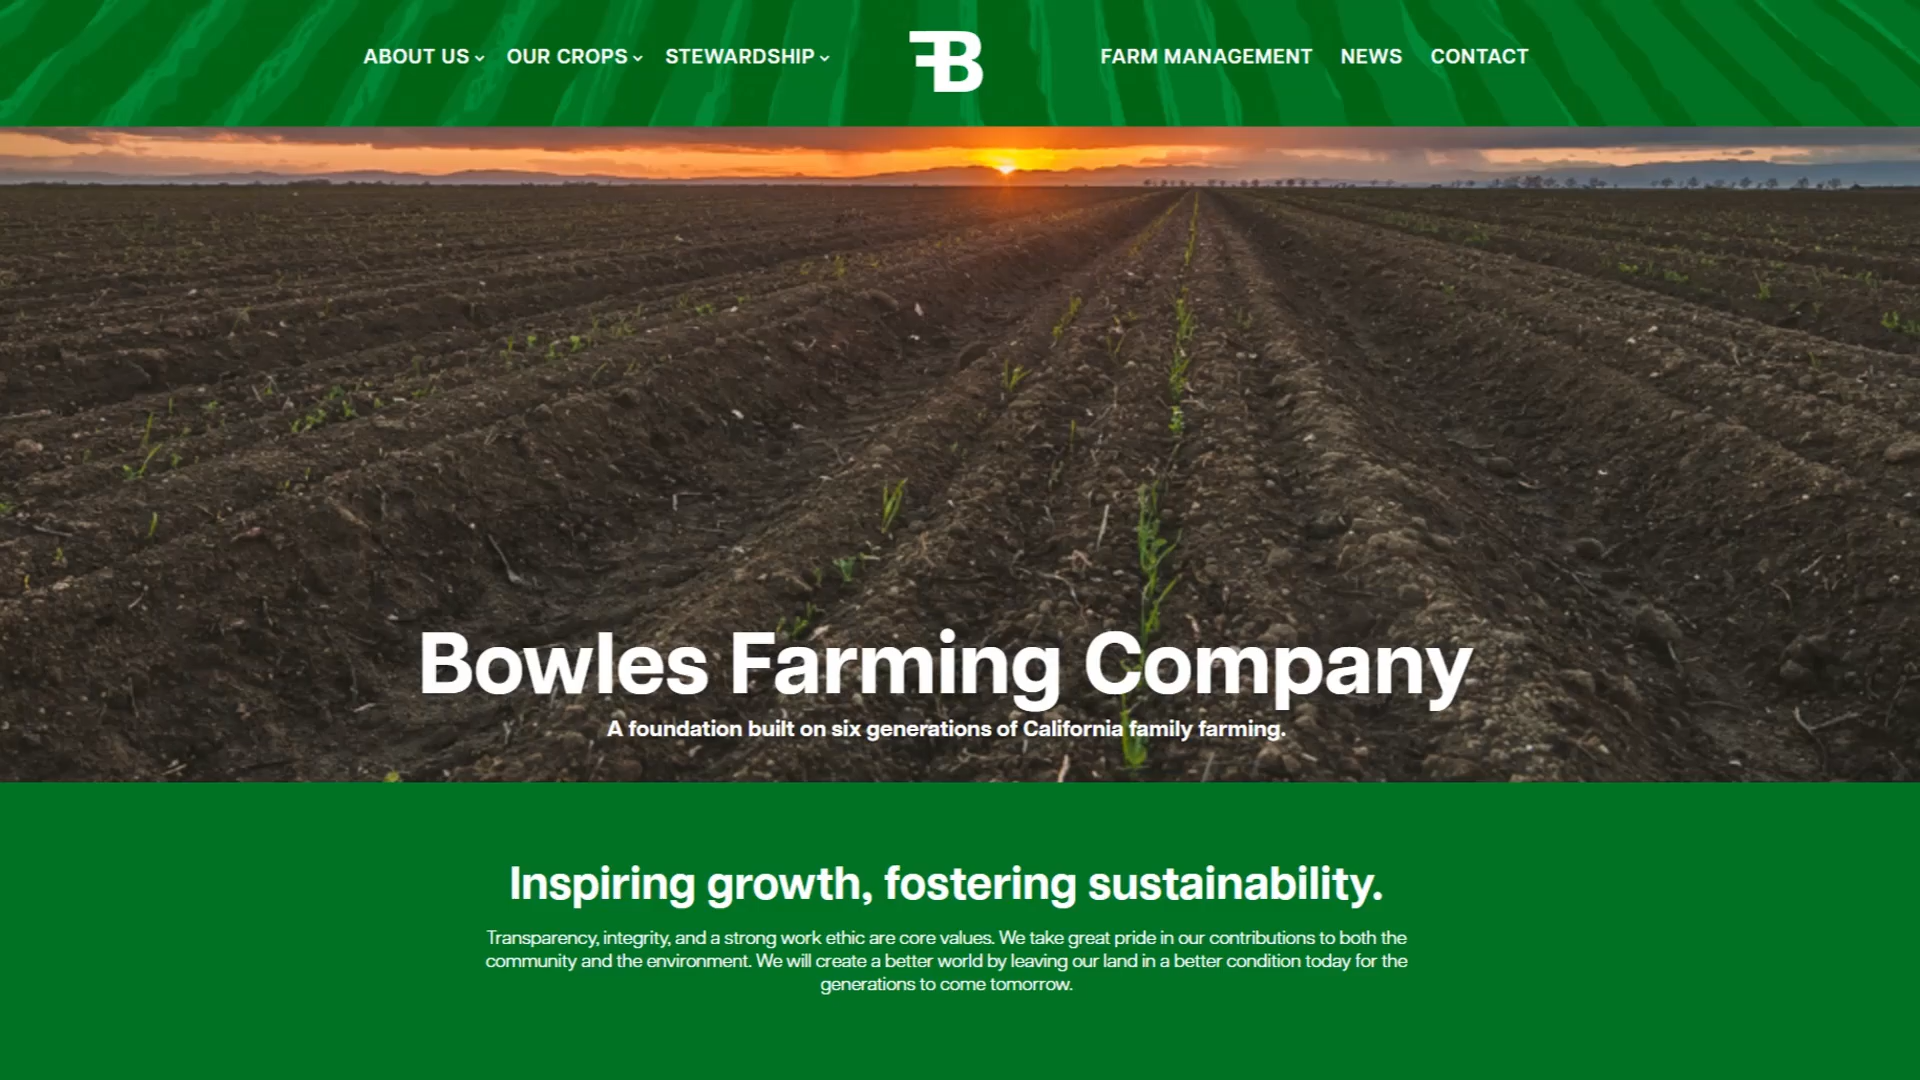 ABOUT US
OUR CROPS
STEWARDSHIP
FB
FARM MANAGEMENT
NEWS
CONTACT
Bowles Farming Company
A foundation built on six generations of California family farming.
Inspiring growth, fostering sustainability.
Transparency, integrity, and a strong work ethic are core values. We take great pride in our contributions to both the
community and the environment. We will create a better world by leaving our land in a better condition today for the
generations to come tomorrow.